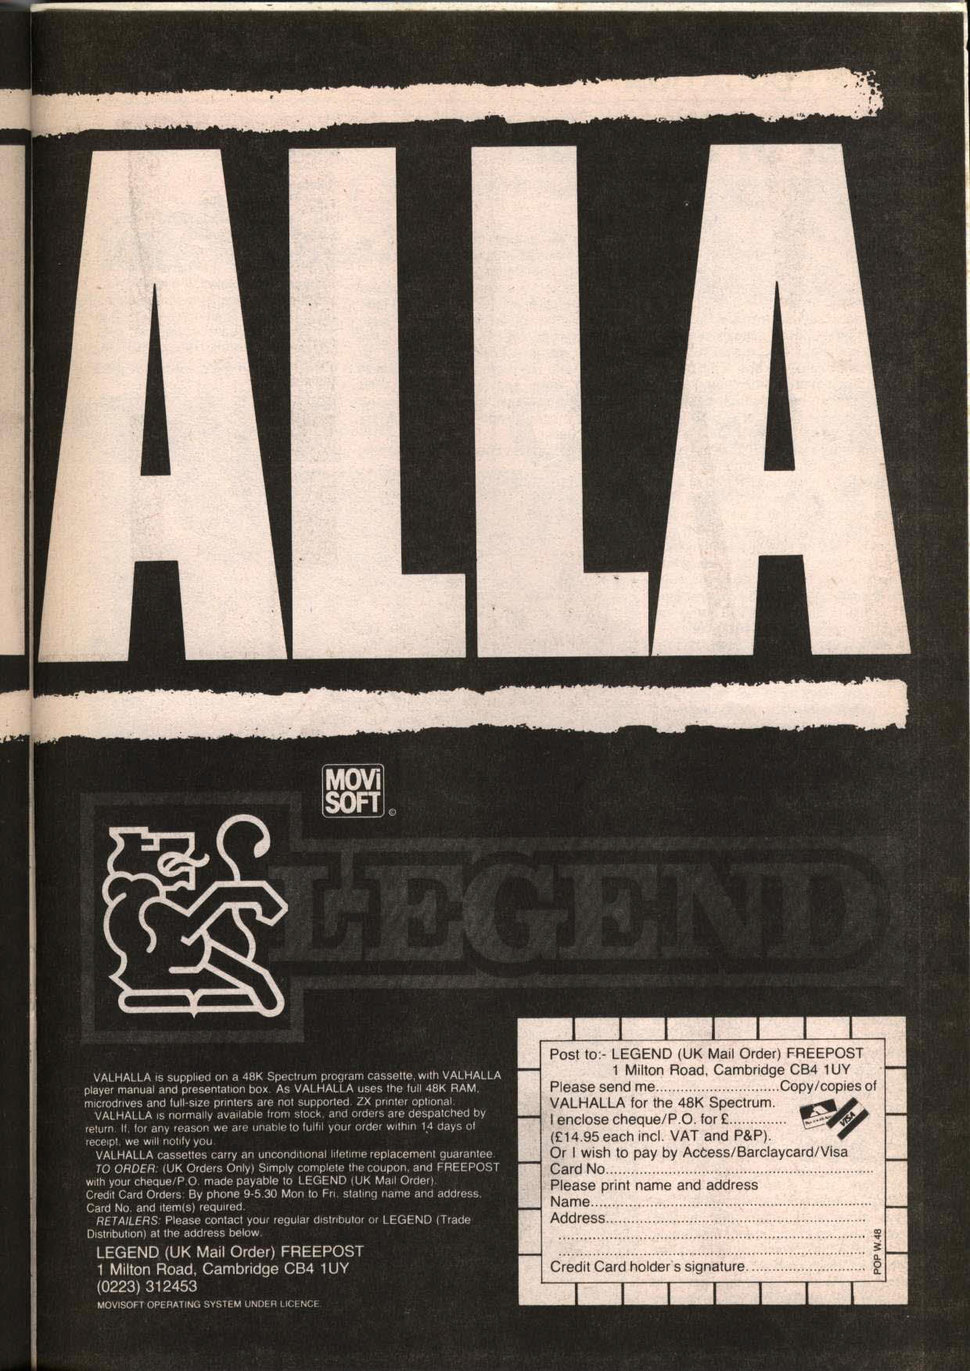 ALLA
MOVi
SOFT
©
LEGEND
VALHALLA is supplied on a 48K Spectrum program cassette, with VALHALLA
player manual and presentation box. As VALHALLA uses the full 48K RAM,
microdrives and full-size printers are not supported. ZX printer optional.
VALHALLA is normally available from stock, and orders are despatched by
return. If, for any reason we are unable to fulfil your order within 14 days of
receipt, we will notify you.
VALHALLA cassettes carry an unconditional lifetime replacement guarantee.
TO ORDER: (UK Orders Only) Simply complete the coupon, and FREEPOST
with your cheque/P.O. made payable to LEGEND (UK Mail Order).
Credit Card Orders: By phone 9-5.30 Mon to Fri, stating name and address,
Card No. and item(s) required.
RETAILERS: Please contact your regular distributor or LEGEND (Trade
Distribution) at the address below.
LEGEND (UK Mail Order) FREEPOST
1 Milton Road, Cambridge CB4 1UY
(0223) 312453
MOVISOFT OPERATING SYSTEM UNDER LICENCE.
Post to:- LEGEND (UK Mail Order) FREEPOST
1 Milton Road, Cambridge CB4 1UY
Please send me..............................Copy/copies of
VALHALLA for the 48K Spectrum.
I enclose cheque/P.O. for £..............
(£14.95 each incl. VAT and P&P).
VISA
Or I wish to pay by Access/Barclaycard/Visa
Card No..................................................................
Please print name and address
Name......................................................................
Address..................................................................
Credit Card holder's signature.............................
POP W.48